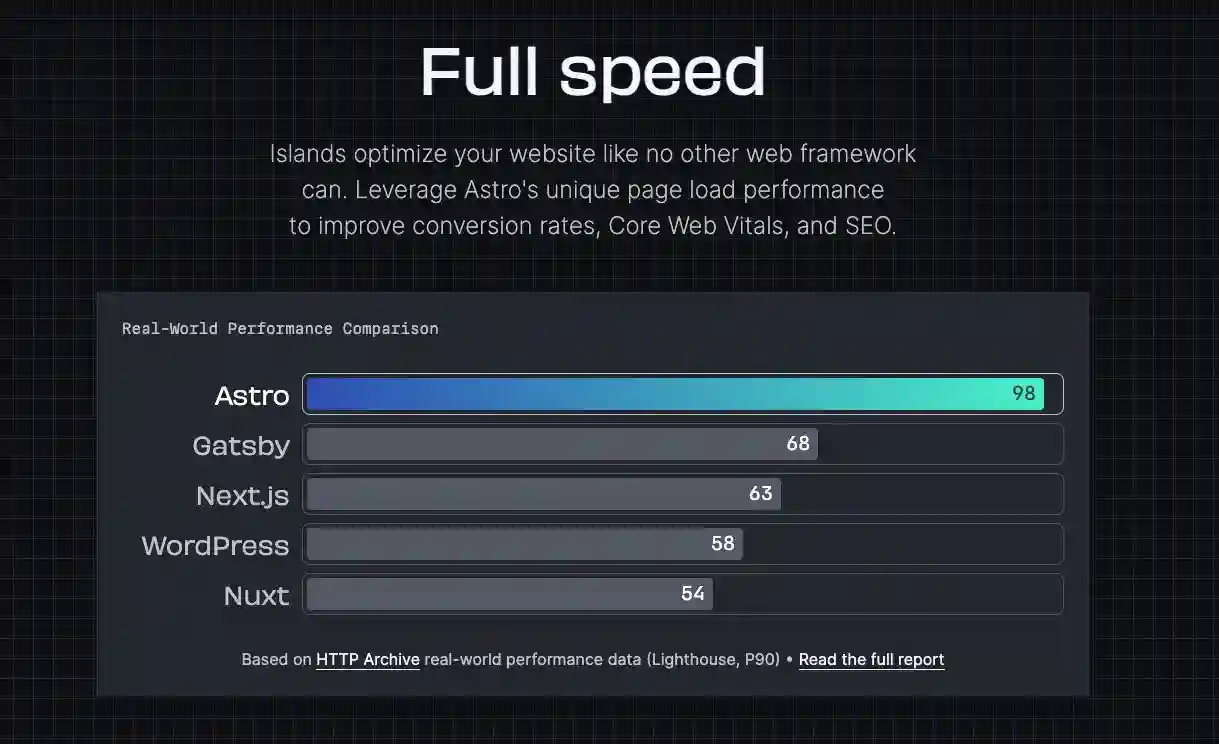 Full speed
Islands optimize your website like no other web framework
can. Leverage Astro's unique page load performance
to improve conversion rates, Core Web Vitals, and SEO.
Real-World Performance Comparison
Astro 98
Gatsby 68
Next.js 63
WordPress 58
Nuxt 54
Based on HTTP Archive real-world performance data (Lighthouse, P90) • Read the full report